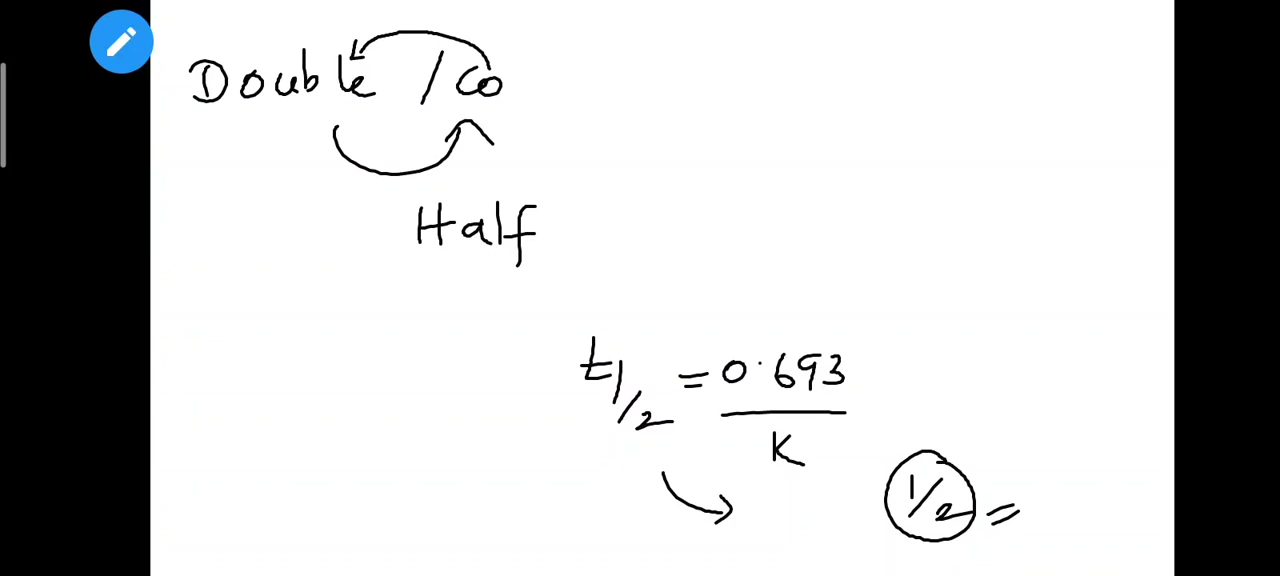 Double / Co
Half
t1/2 = 0.693
K
1/2 =